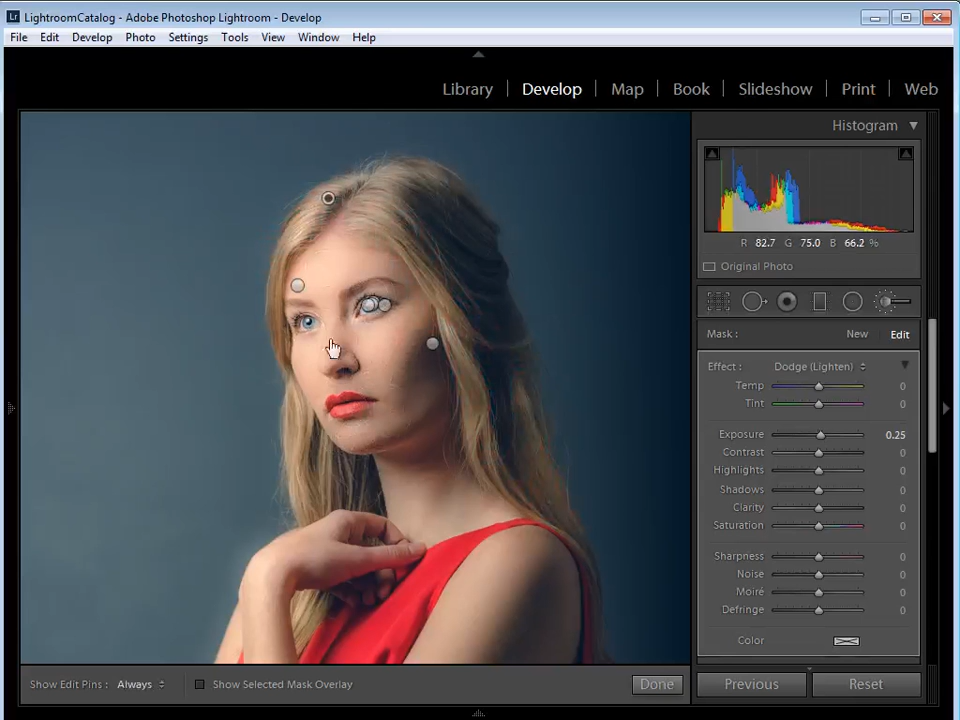 Lr LightroomCatalog - Adobe Photoshop Lightroom - Develop
File Edit Develop Photo Settings Tools View Window Help
Library | Develop | Map | Book | Slideshow | Print | Web
Histogram
R 82.7 G 75.0 B 66.2 %
Original Photo
Mask : New Edit
Effect : Dodge (Lighten)
Temp 0
Tint 0
Exposure 0.25
Contrast 0
Highlights 0
Shadows 0
Clarity 0
Saturation 0
Sharpness 0
Noise 0
Moiré 0
Defringe 0
Color
Show Edit Pins : Always Show Selected Mask Overlay Done Previous Reset